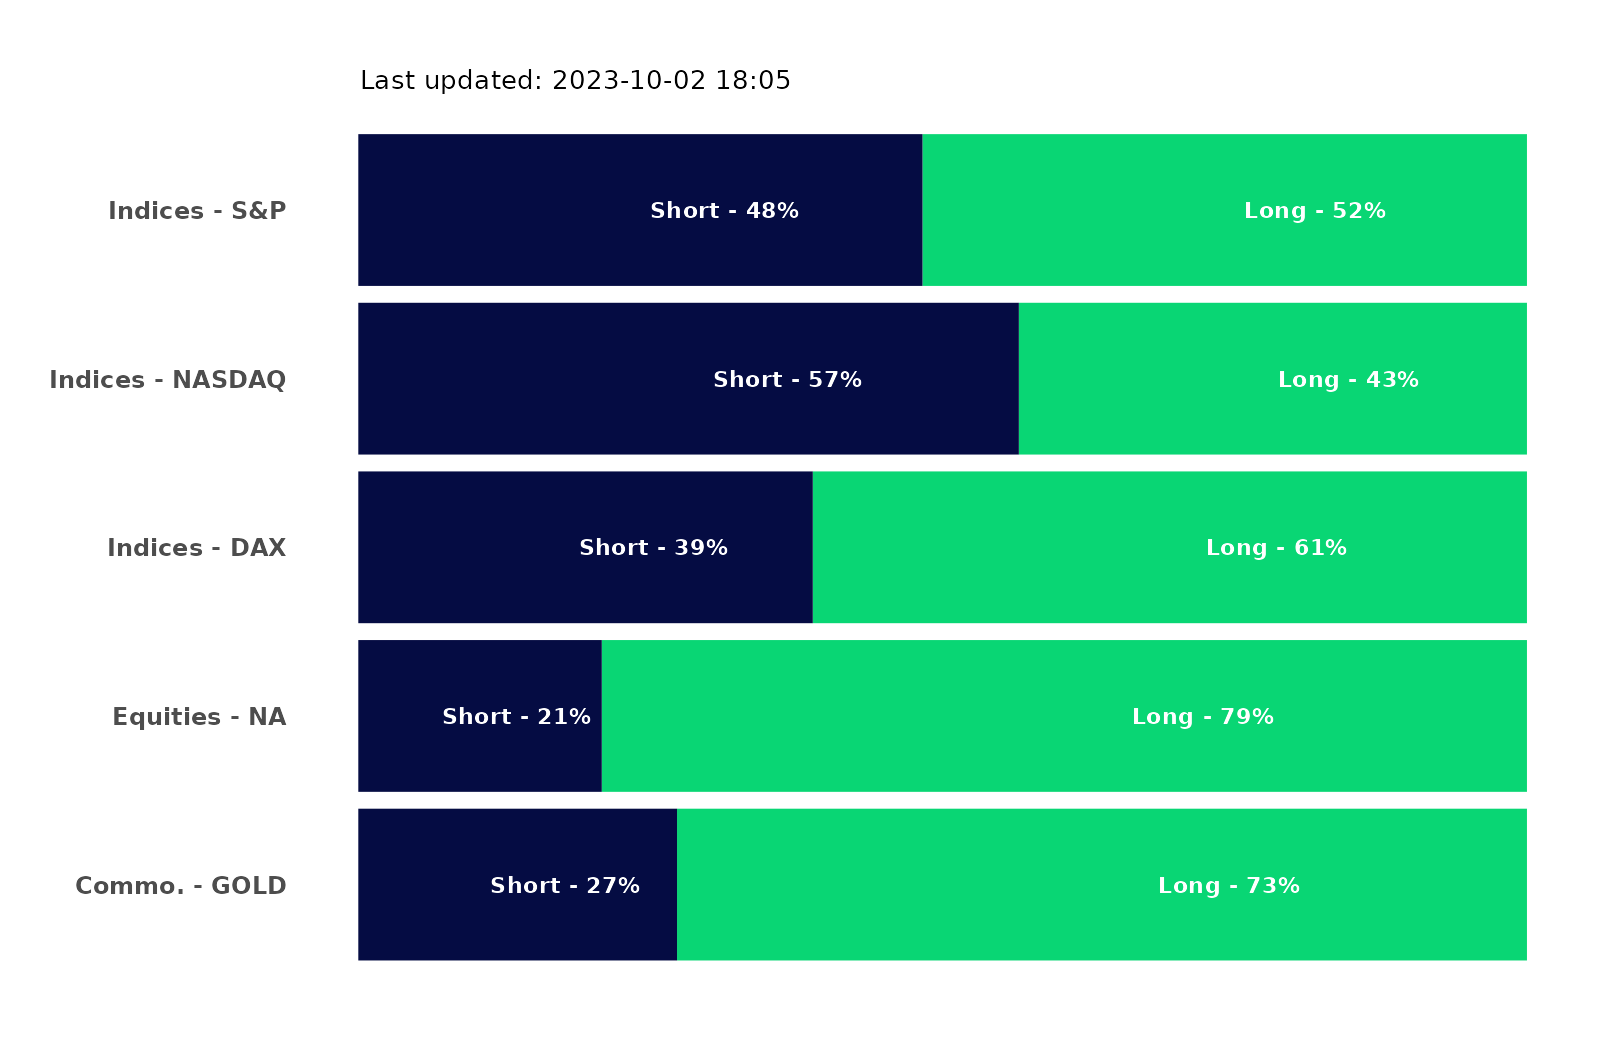 Last updated: 2023-10-02 18:05
Indices - S&P
Short - 48%
Long - 52%
Indices - NASDAQ
Short - 57%
Long - 43%
Indices - DAX
Short - 39%
Long - 61%
Equities - NA
Short - 21%
Long - 79%
Commo. - GOLD
Short - 27%
Long - 73%